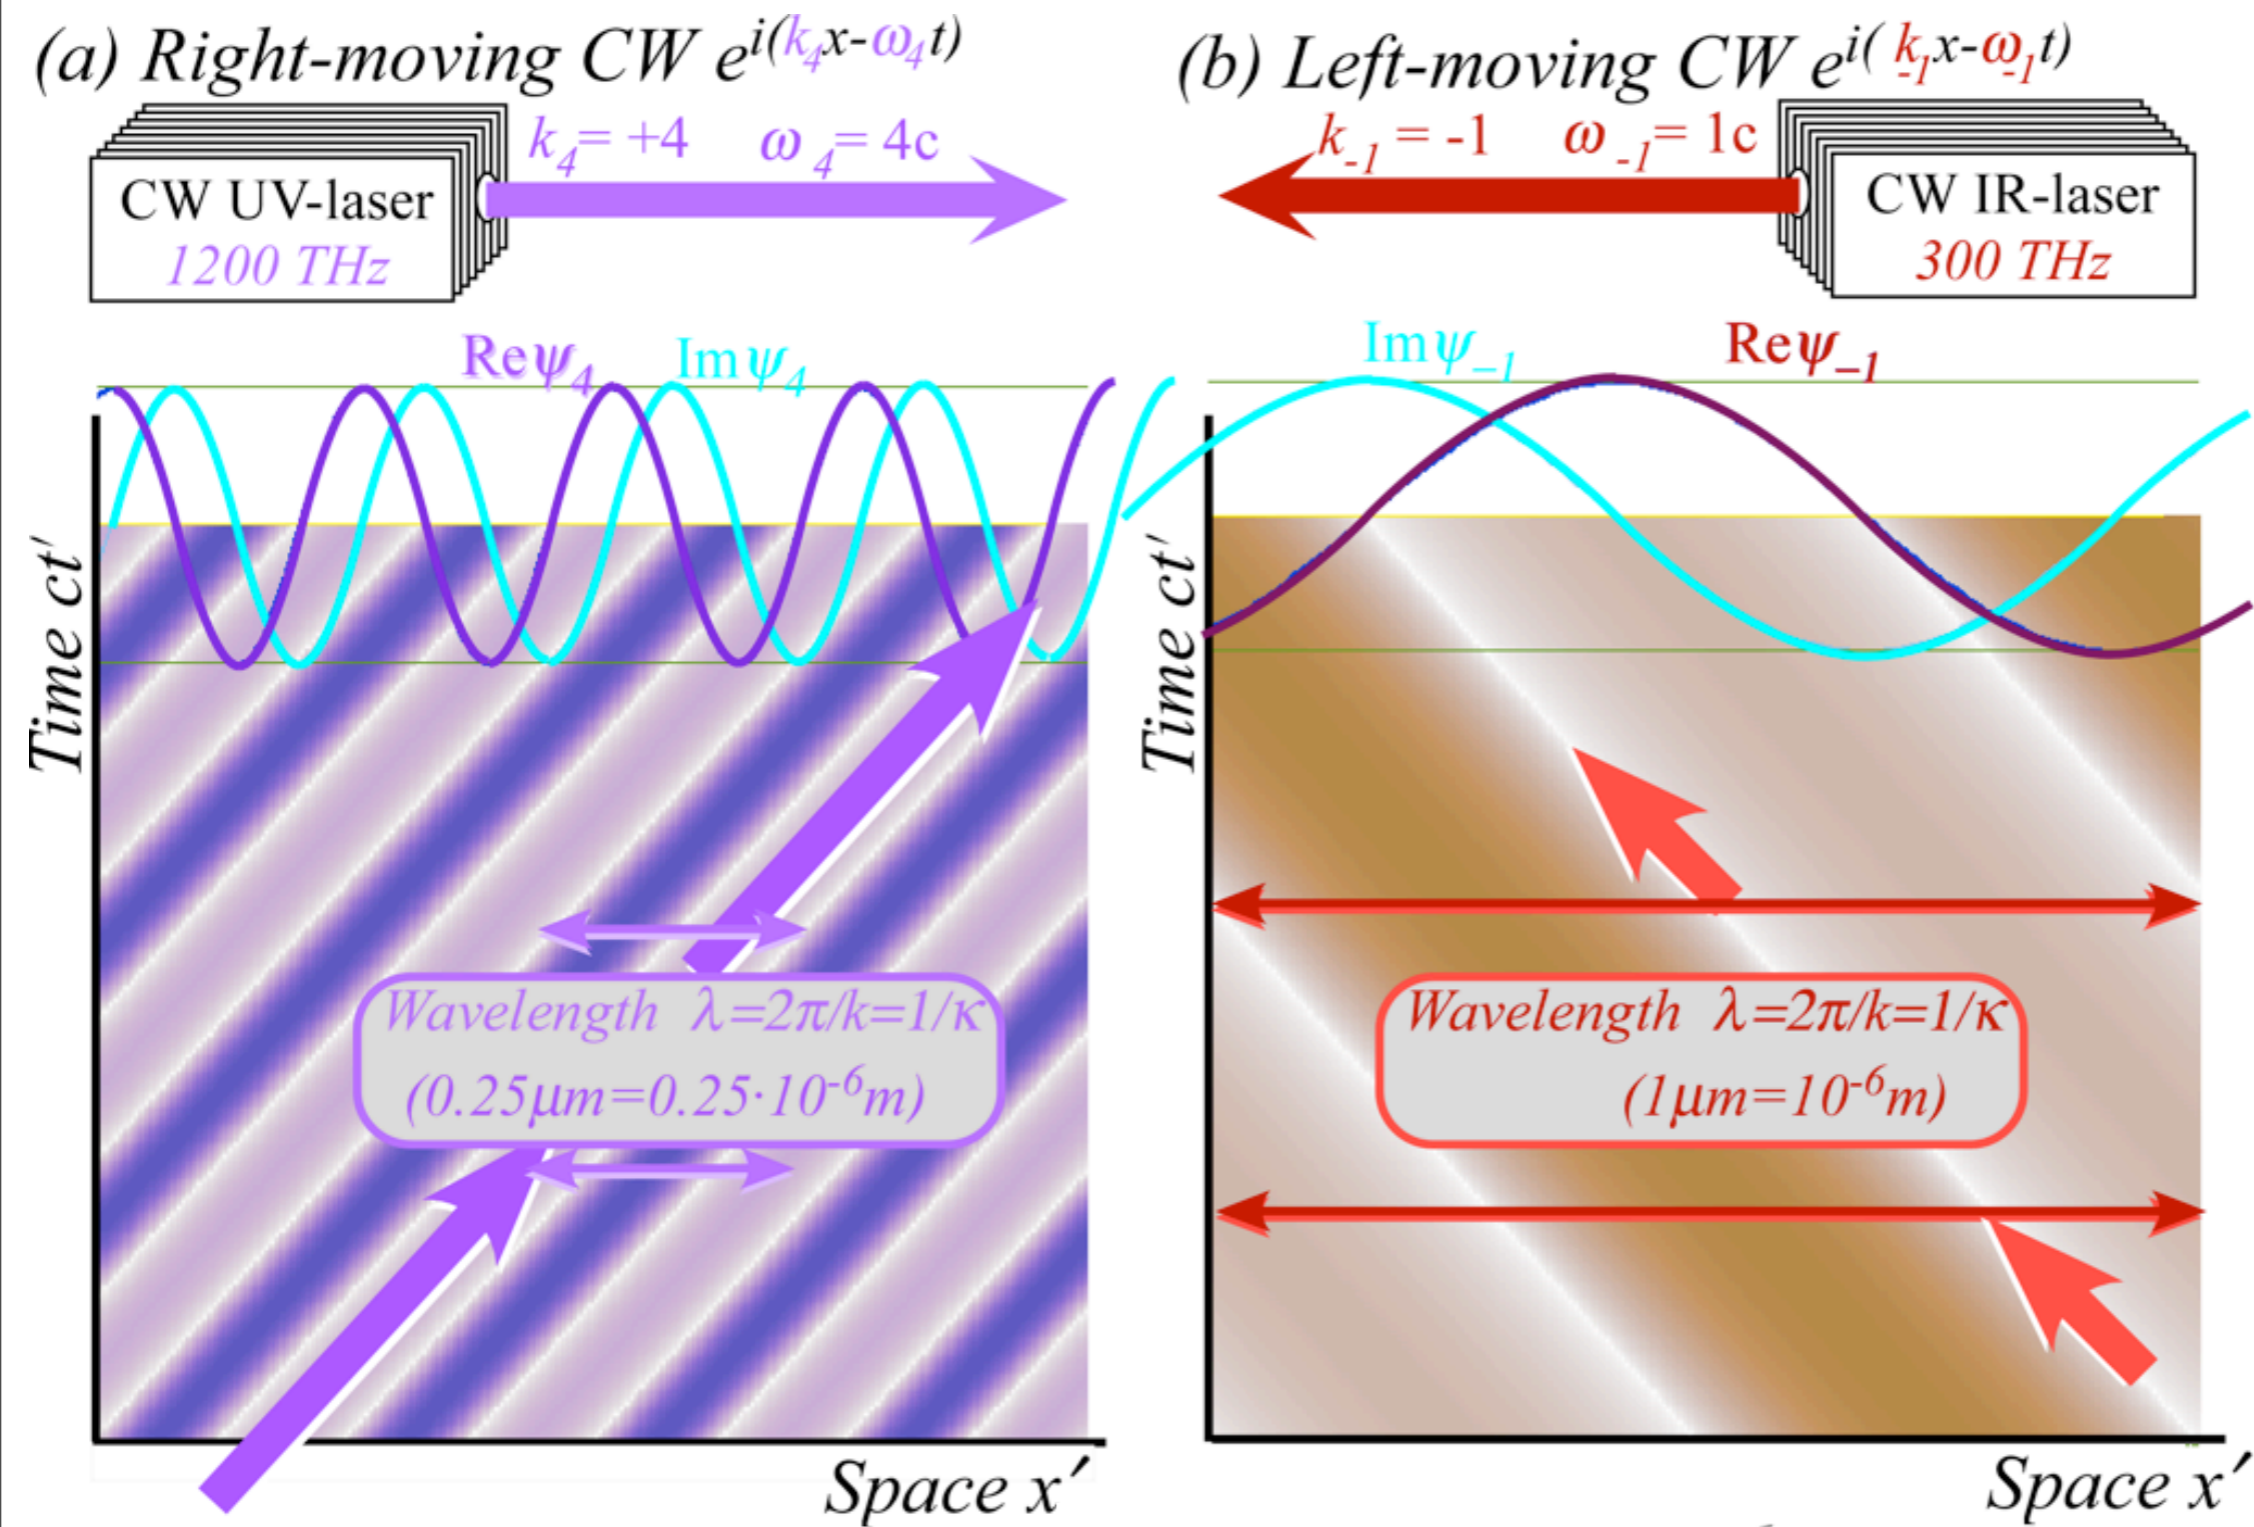 (a) Right-moving CW e^{i(k_4x-ω_4t)}
k_4= +4 ω_4= 4c
CW UV-laser
1200 THz
Reψ_4 Imψ_4
Time ct′
Wavelength λ=2π/k=1/κ
(0.25μm=0.25·10^{-6}m)
Space x′
(b) Left-moving CW e^{i(k_{-1}x-ω_{-1}t)}
k_{-1} = -1 ω_{-1}= 1c
CW IR-laser
300 THz
Imψ_{-1} Reψ_{-1}
Time ct′
Wavelength λ=2π/k=1/κ
(1μm=10^{-6}m)
Space x′